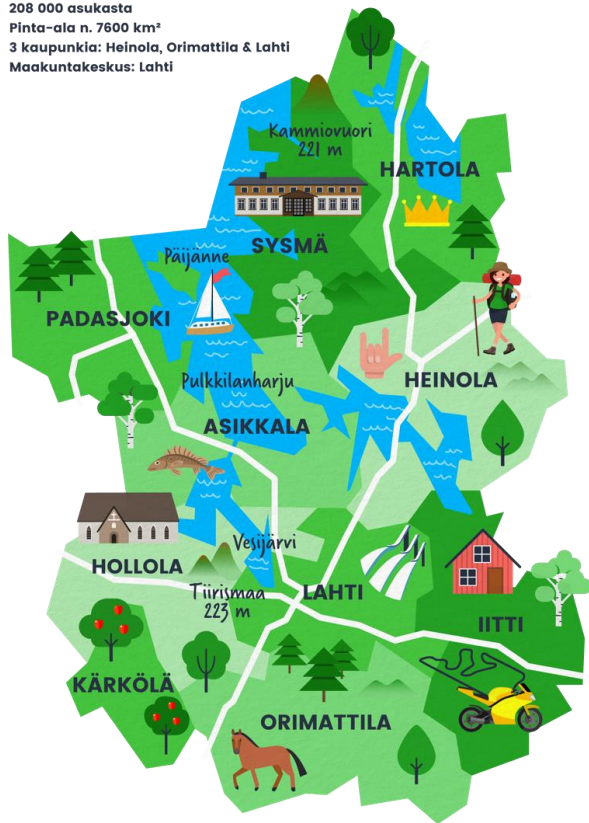 208 000 asukasta
Pinta-ala n. 7600 km²
3 kaupunkia: Heinola, Orimattila & Lahti
Maakuntakeskus: Lahti
Kammiovuori
221 m
HARTOLA
SYSMÄ
Päijänne
PADASJOKI
Pulkkilanharju
HEINOLA
ASIKKALA
Vesijärvi
HOLLOLA
Tiirismaa
223 m
LAHTI
IITTI
KÄRKÖLÄ
ORIMATTILA